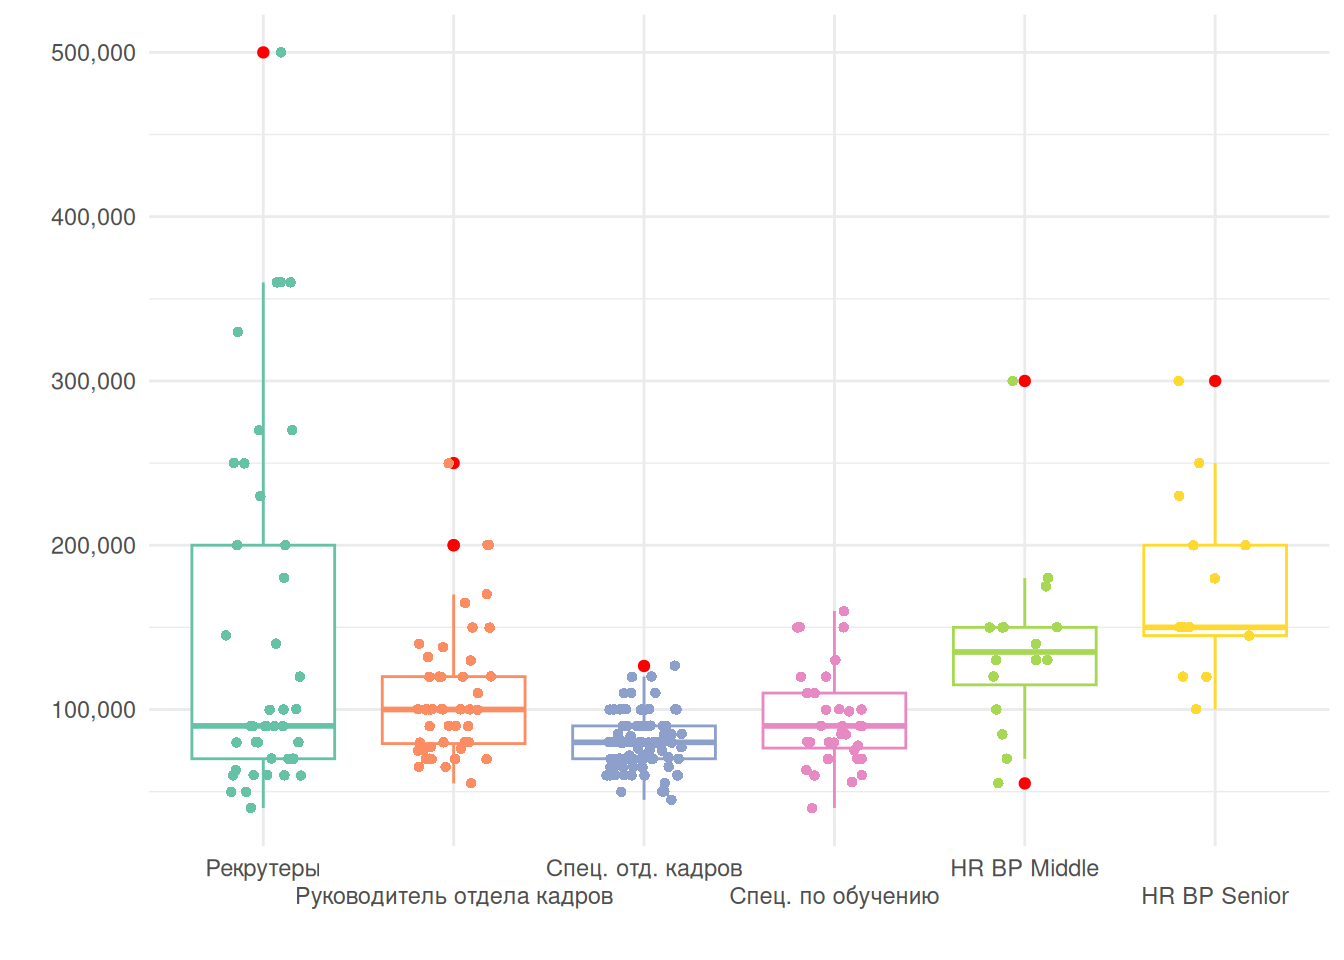 500,000
400,000
300,000
200,000
100,000
Рекрутеры
Спец. отд. кадров
HR BP Middle
Руководитель отдела кадров
Спец. по обучению
HR BP Senior